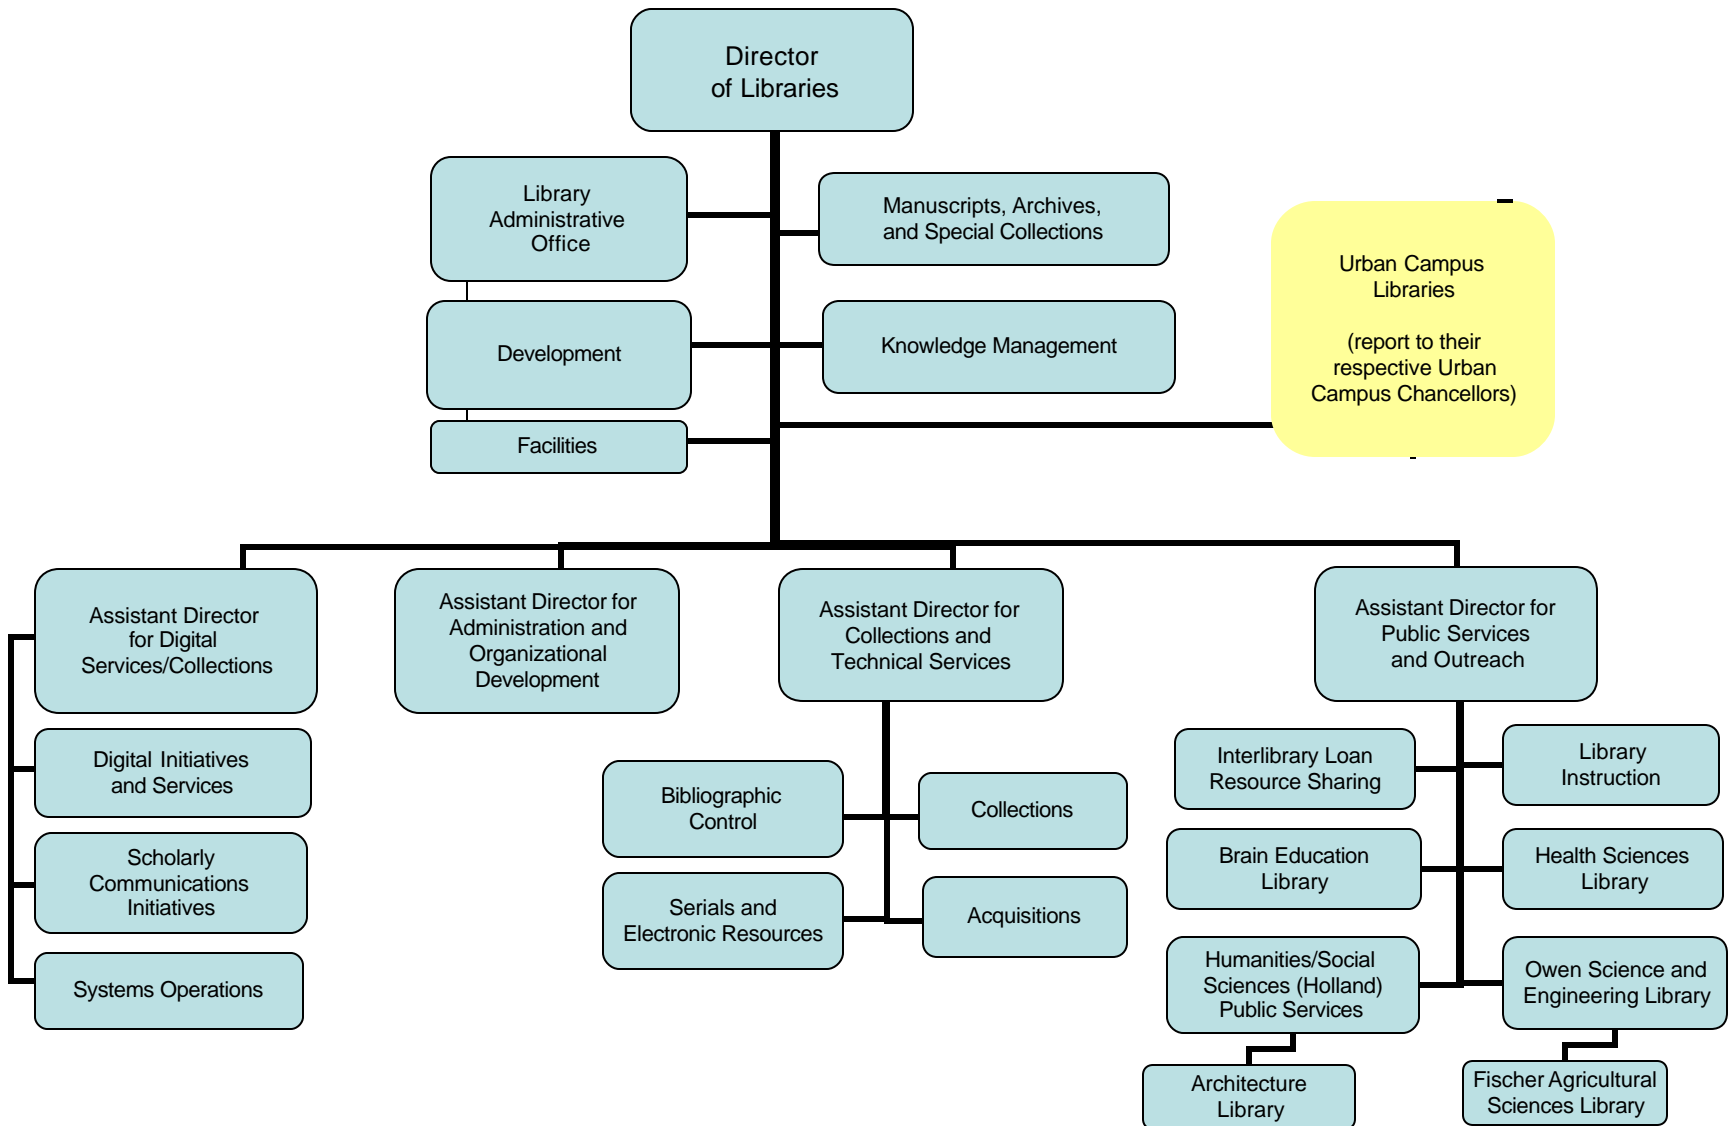 Director
of Libraries
Library
Administrative
Office
Manuscripts, Archives,
and Special Collections
Urban Campus
Libraries
(report to their
respective Urban
Campus Chancellors)
Development
Knowledge Management
Facilities
Assistant Director
for Digital
Services/Collections
Assistant Director for
Administration and
Organizational
Development
Assistant Director for
Collections and
Technical Services
Assistant Director for
Public Services
and Outreach
Digital Initiatives
and Services
Scholarly
Communications
Initiatives
Systems Operations
Bibliographic
Control
Collections
Serials and
Electronic Resources
Acquisitions
Interlibrary Loan
Resource Sharing
Library
Instruction
Brain Education
Library
Health Sciences
Library
Humanities/Social
Sciences (Holland)
Public Services
Owen Science and
Engineering Library
Architecture
Library
Fischer Agricultural
Sciences Library